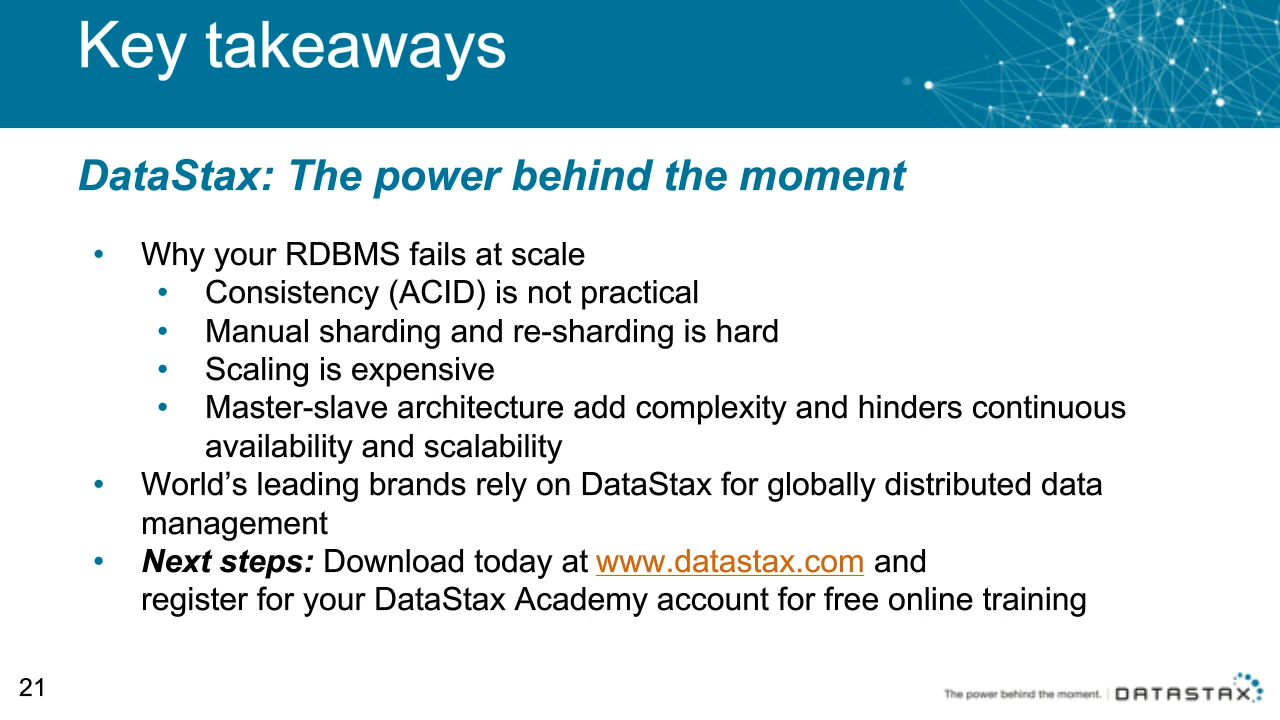 Key takeaways
DataStax: The power behind the moment
• Why your RDBMS fails at scale
• Consistency (ACID) is not practical
• Manual sharding and re-sharding is hard
• Scaling is expensive
• Master-slave architecture add complexity and hinders continuous
availability and scalability
• World’s leading brands rely on DataStax for globally distributed data
management
• Next steps: Download today at www.datastax.com and
register for your DataStax Academy account for free online training
21
The power behind the moment. | DATASTAX